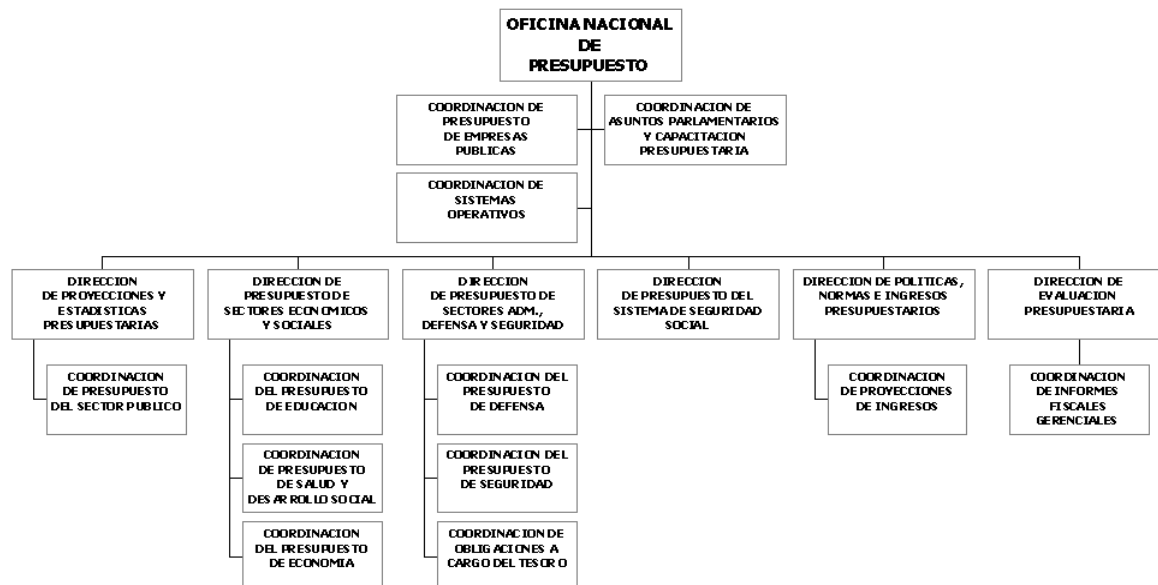 OFICINA NACIONAL
DE
PRESUPUESTO
COORDINACION DE
PRESUPUESTO
DE EMPRESAS
PUBLICAS
COORDINACION DE
ASUNTOS PARLAMENTARIOS
Y CAPACITACION
PRESUPUESTARIA
COORDINACION DE
SISTEMAS
OPERATIVOS
DIRECCION
DE PROYECCIONES Y
ESTADISTICAS
PRESUPUESTARIAS
DIRECCION DE
PRESUPUESTO DE
SECTORES ECONOMICOS
Y SOCIALES
DIRECCION
DE PRESUPUESTO DE
SECTORES ADM.,
DEFENSA Y SEGURIDAD
DIRECCION
DE PRESUPUESTO DEL
SISTEMA DE SEGURIDAD
SOCIAL
DIRECCION DE POLITICAS,
NORMAS E INGRESOS
PRESUPUESTARIOS
DIRECCION DE
EVALUACION
PRESUPUESTARIA
COORDINACION
DE PRESUPUESTO
DEL SECTOR PUBLICO
COORDINACION
DEL PRESUPUESTO
DE EDUCACION
COORDINACION DEL
PRESUPUESTO
DE DEFENSA
COORDINACION
DE PROYECCIONES
DE INGRESOS
COORDINACION
DE INFORMES
FISCALES
GERENCIALES
COORDINACION
DE PRESUPUESTO
DE SALUD Y
DESARROLLO SOCIAL
COORDINACION DEL
PRESUPUESTO
DE SEGURIDAD
COORDINACION
DEL PRESUPUESTO
DE ECONOMIA
COORDINACION DE
OBLIGACIONES A
CARGO DEL TESORO